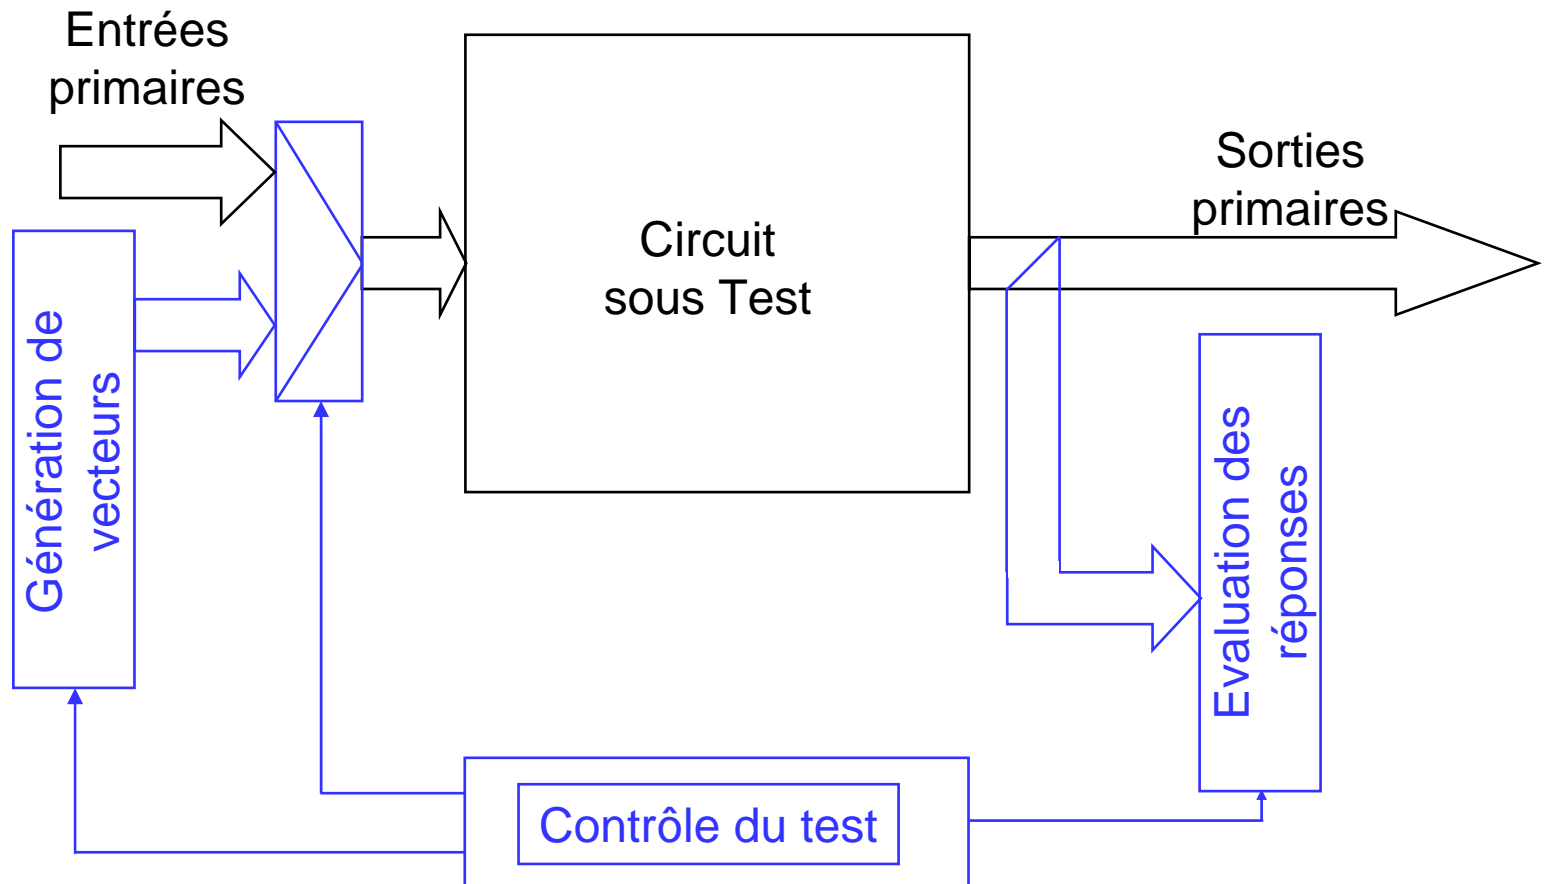 Entrées
primaires
Circuit
sous Test
Sorties
primaires
Génération de
vecteurs
Evaluation des
réponses
Contrôle du test